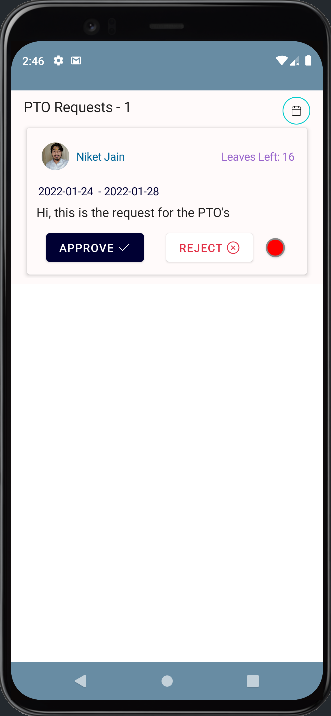 2:46
PTO Requests - 1
Niket Jain
Leaves Left: 16
2022-01-24 - 2022-01-28
Hi, this is the request for the PTO's
APPROVE
REJECT